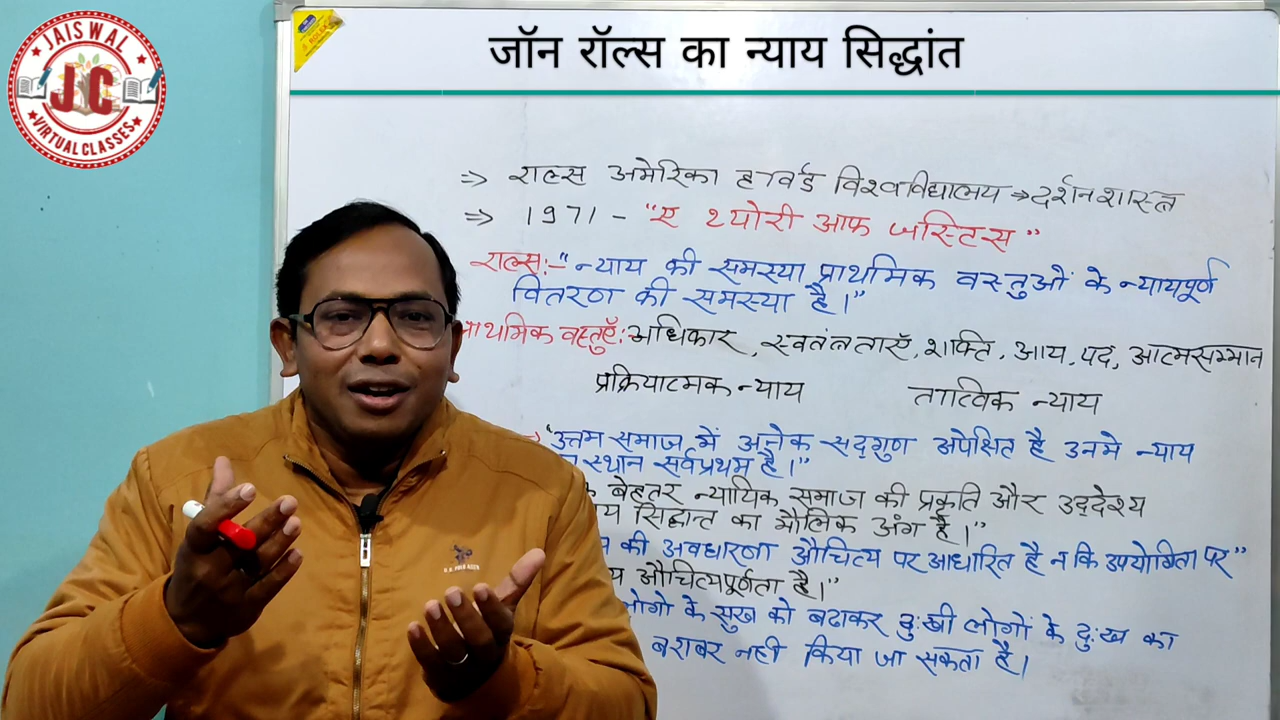 JAISWAL
JC
VIRTUAL CLASSES
जॉन रॉल्स का न्याय सिद्धांत
⇒ राल्स अमेरिका हार्वर्ड विश्वविद्यालय → दर्शनशास्त्र
⇒ 1971 - "ए थ्योरी आफ जस्टिस"
राल्स:- "न्याय की समस्या प्राथमिक वस्तुओं के न्यायपूर्ण
वितरण की समस्या है।"
प्राथमिक वस्तुएँ: अधिकार, स्वतंत्रताएँ, शक्ति, आय, पद, आत्मसम्मान
प्रक्रियात्मक न्याय तात्विक न्याय
→ "उत्तम समाज में अनेक सद्गुण अपेक्षित है उनमे न्याय
स्थान सर्वप्रथम है।"
बेहतर न्यायिक समाज की प्रकृति और उद्देश्य
सिद्धान्त का मौलिक अंग है।"
की अवधारणा औचित्य पर आधारित है न कि उपयोगिता पर"
औचित्यपूर्णता है।"
लोगो के सुख को बढाकर दुःखी लोगों के दुःख का
बराबर नही किया जा सकता है।